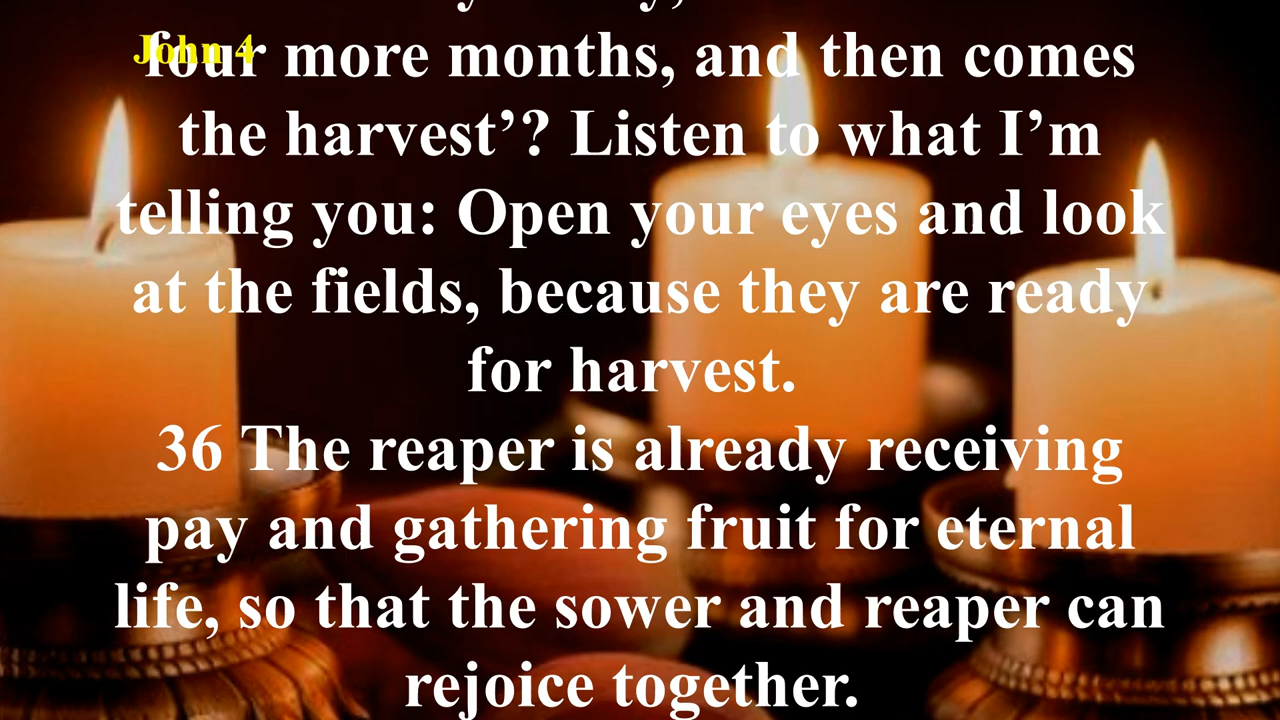 John 4
four more months, and then comes
the harvest’? Listen to what I’m
telling you: Open your eyes and look
at the fields, because they are ready
for harvest.
36 The reaper is already receiving
pay and gathering fruit for eternal
life, so that the sower and reaper can
rejoice together.